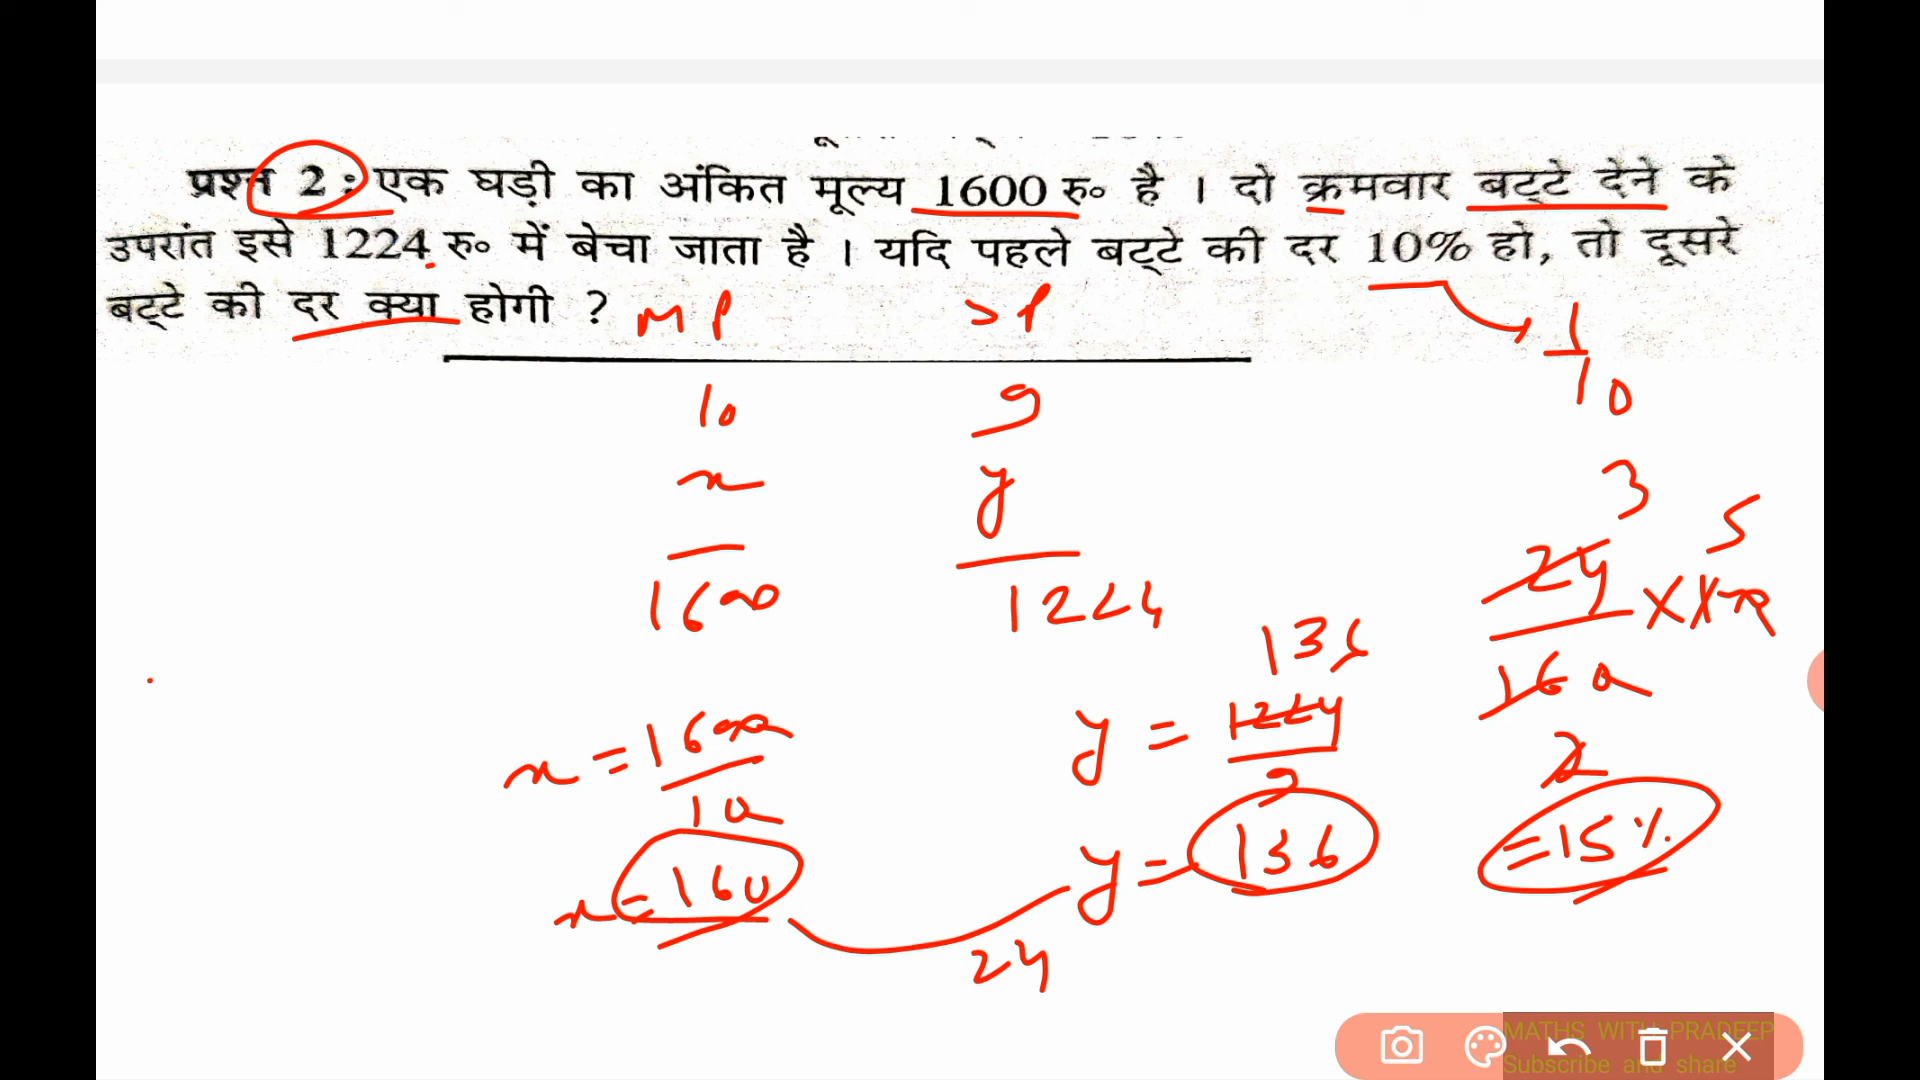 प्रश्न 2 : एक घड़ी का अंकित मूल्य 1600 रु० है । दो क्रमवार बट्टे देने के
उपरांत इसे 1224 रु० में बेचा जाता है । यदि पहले बट्टे की दर 10% हो, तो दूसरे
बट्टे की दर क्या होगी ?
MP SP
1
10
10 9
x y
1600 1224
3
5
24
160
2
x = 1600
10
x = 160
136
y = 1224
9
y = 136
= 15 %
24
MATHS WITH PRADEEP
Subscribe and share